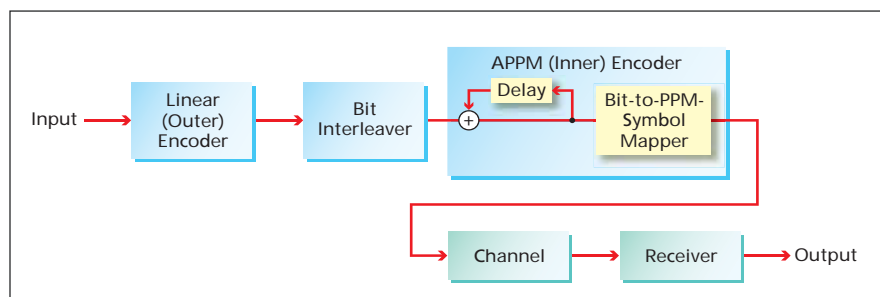 APPM (Inner) Encoder
Delay
Input
Linear
(Outer)
Encoder
Bit
Interleaver
+
Bit-to-PPM-
Symbol
Mapper
Channel
Receiver
Output